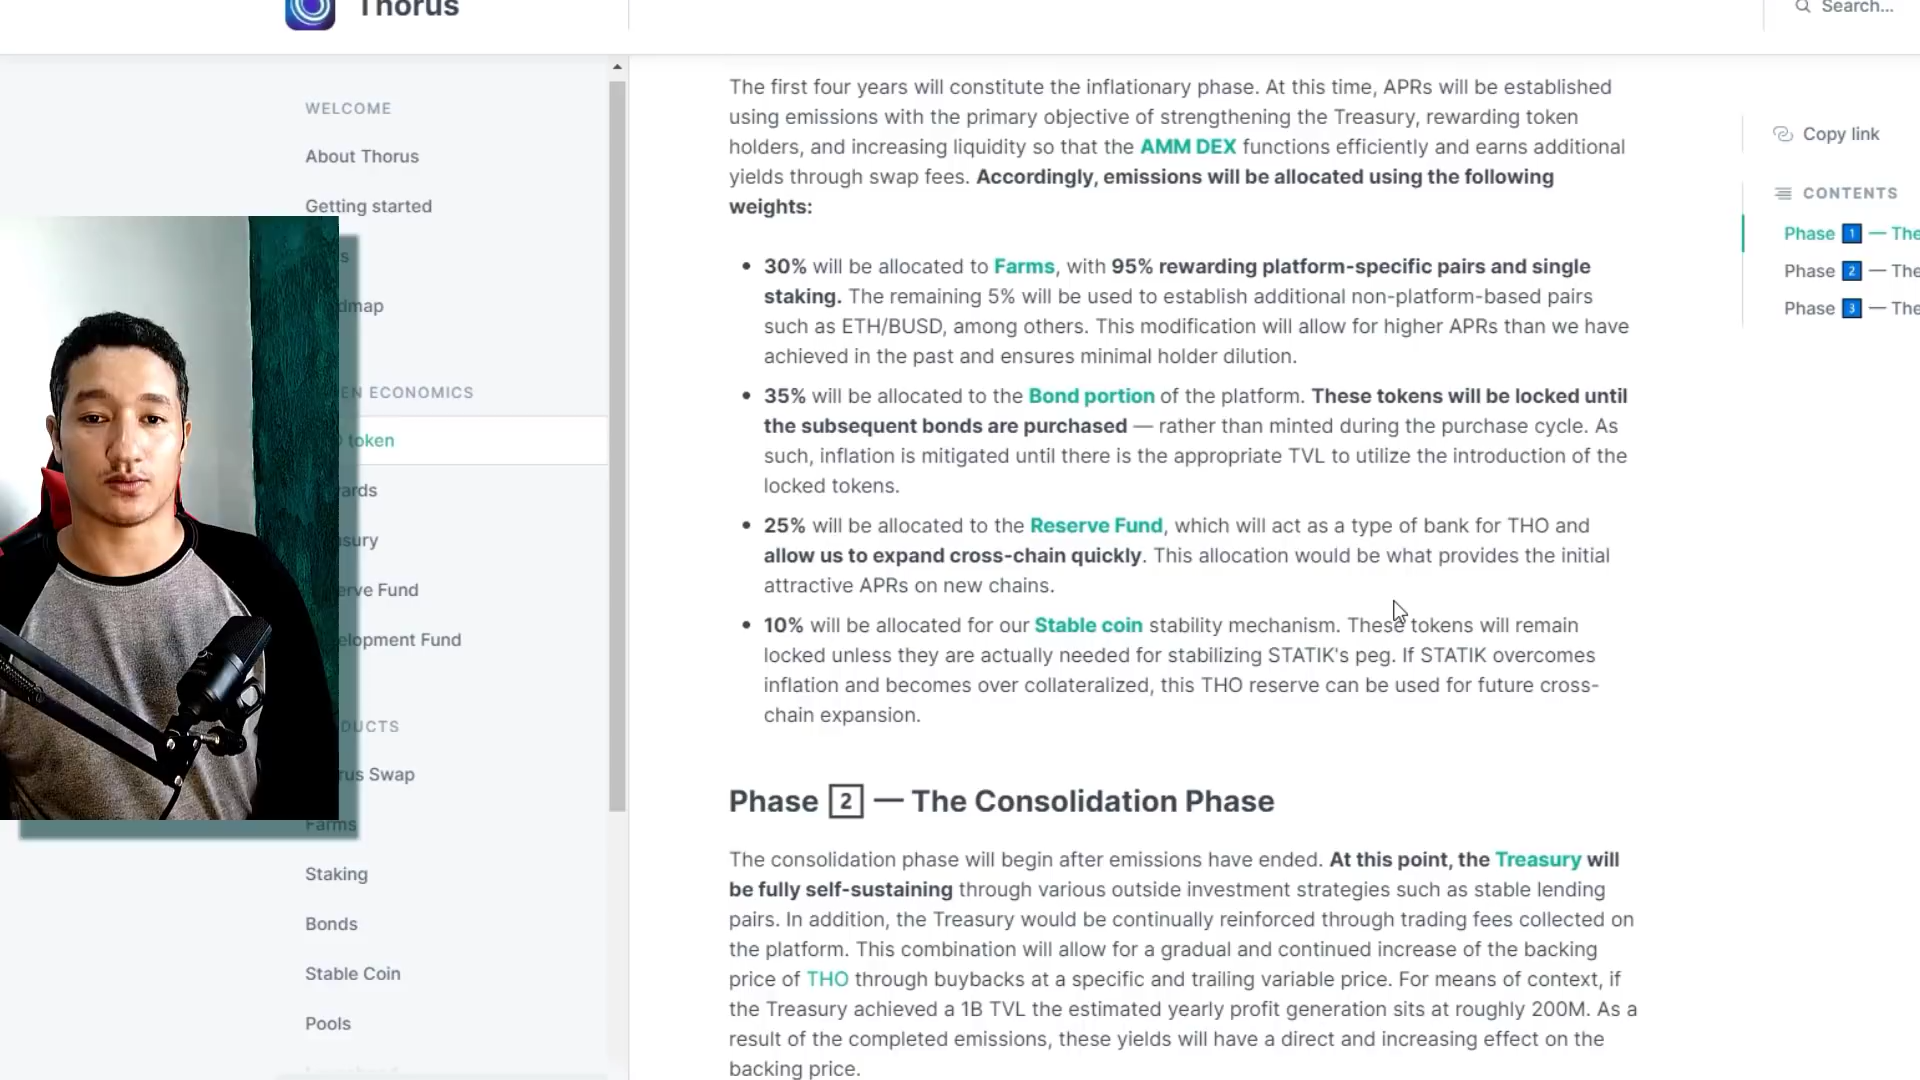 Thorus
Search...
WELCOME
About Thorus
Getting started
TOKEN ECONOMICS
token
Reserve Fund
Development Fund
PRODUCTS
Thorus Swap
Farms
Staking
Bonds
Stable Coin
Pools
The first four years will constitute the inflationary phase. At this time, APRs will be established
using emissions with the primary objective of strengthening the Treasury, rewarding token
holders, and increasing liquidity so that the AMM DEX functions efficiently and earns additional
yields through swap fees. Accordingly, emissions will be allocated using the following
weights:
• 30% will be allocated to Farms, with 95% rewarding platform-specific pairs and single
staking. The remaining 5% will be used to establish additional non-platform-based pairs
such as ETH/BUSD, among others. This modification will allow for higher APRs than we have
achieved in the past and ensures minimal holder dilution.
• 35% will be allocated to the Bond portion of the platform. These tokens will be locked until
the subsequent bonds are purchased — rather than minted during the purchase cycle. As
such, inflation is mitigated until there is the appropriate TVL to utilize the introduction of the
locked tokens.
• 25% will be allocated to the Reserve Fund, which will act as a type of bank for THO and
allow us to expand cross-chain quickly. This allocation would be what provides the initial
attractive APRs on new chains.
• 10% will be allocated for our Stable coin stability mechanism. These tokens will remain
locked unless they are actually needed for stabilizing STATIK's peg. If STATIK overcomes
inflation and becomes over collateralized, this THO reserve can be used for future cross-
chain expansion.
Phase 2 — The Consolidation Phase
The consolidation phase will begin after emissions have ended. At this point, the Treasury will
be fully self-sustaining through various outside investment strategies such as stable lending
pairs. In addition, the Treasury would be continually reinforced through trading fees collected on
the platform. This combination will allow for a gradual and continued increase of the backing
price of THO through buybacks at a specific and trailing variable price. For means of context, if
the Treasury achieved a 1B TVL the estimated yearly profit generation sits at roughly 200M. As a
result of the completed emissions, these yields will have a direct and increasing effect on the
backing price.
Copy link
CONTENTS
Phase 1 — The
Phase 2 — The
Phase 3 — The